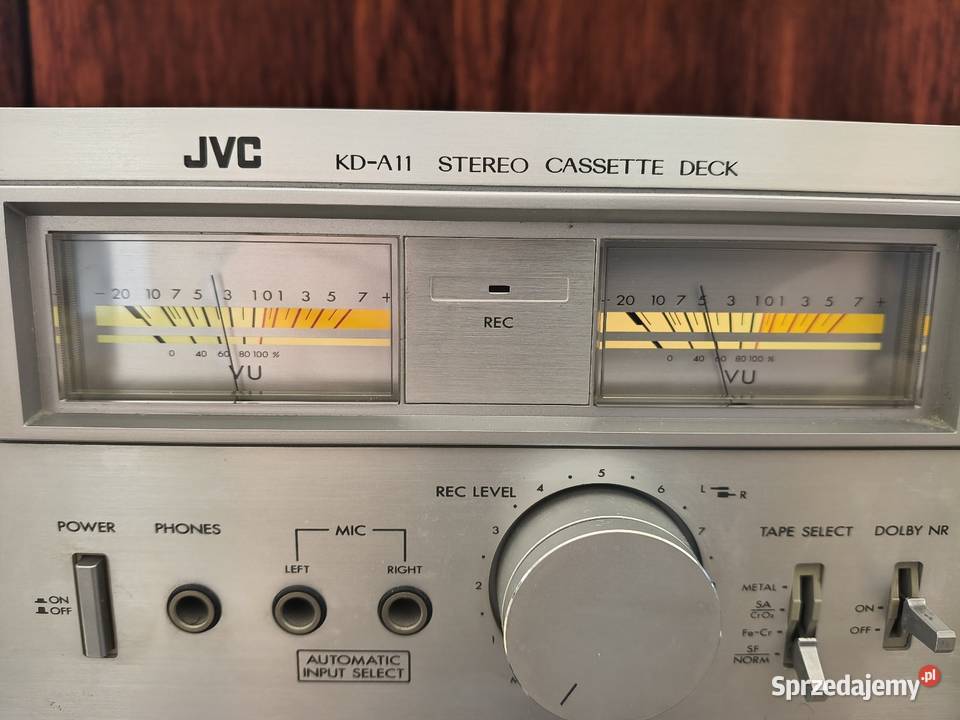 JVC KD-A11 STEREO CASSETTE DECK
- 20 10 7 5 3 1 0 1 3 5 7 +
0 40 60 80 100 %
VU
REC
- 20 10 7 5 3 1 0 1 3 5 7 +
0 40 60 80 100 %
VU
POWER
ON
OFF
PHONES
MIC
LEFT RIGHT
AUTOMATIC
INPUT SELECT
REC LEVEL
1 2 3 4 5 6 7
L R
TAPE SELECT
METAL
SA
CrO₂
Fe-Cr
SF
NORM
DOLBY NR
ON
OFF
Sprzedajemy.pl